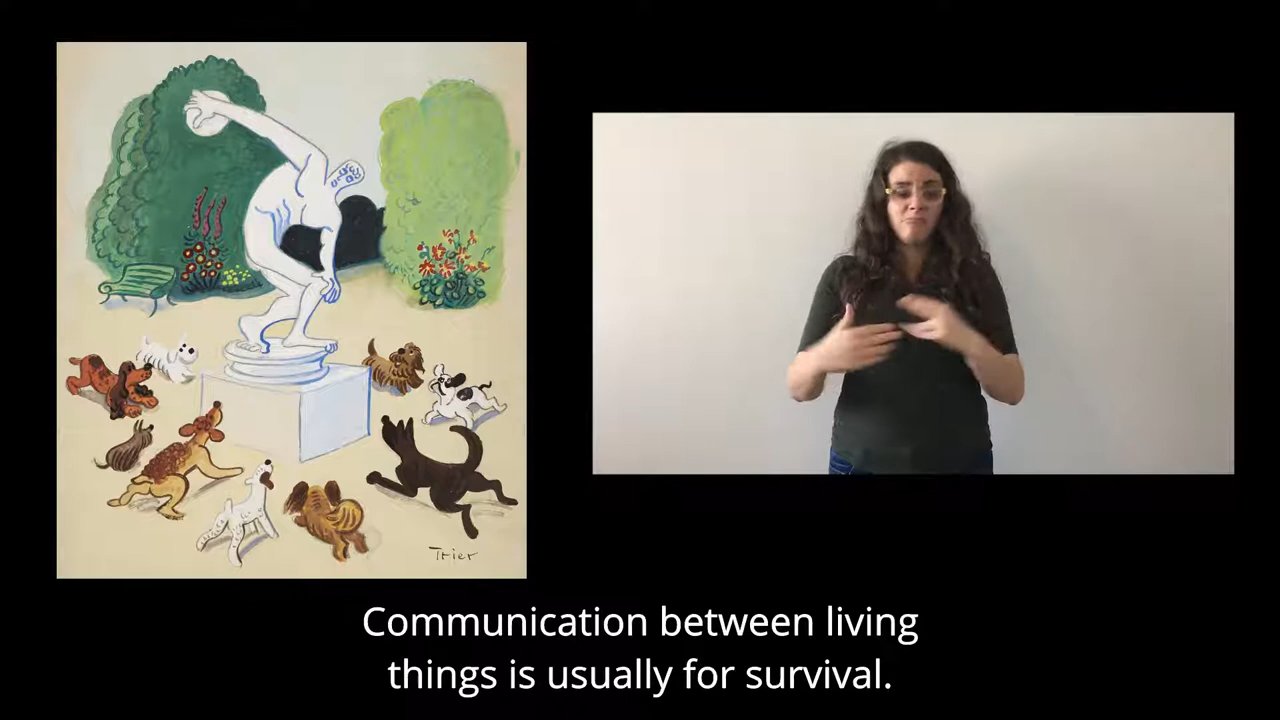 Trier
Communication between living
things is usually for survival.